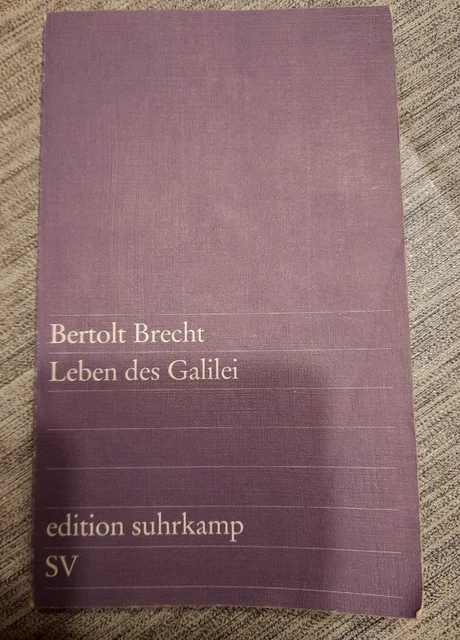 Bertolt Brecht
Leben des Galilei
edition suhrkamp
SV